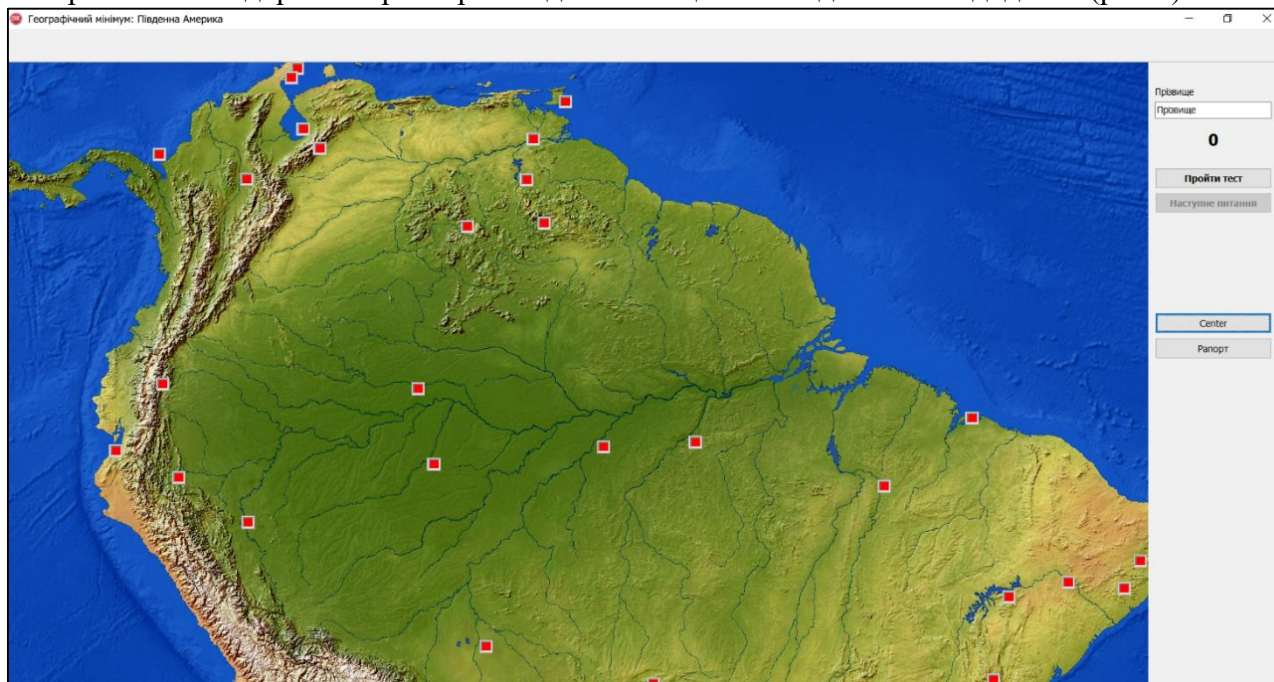 Географічний мінімум: Південна Америка
Прізвище
Прізвище
0
Пройти тест
Наступне питання
Center
Рапорт